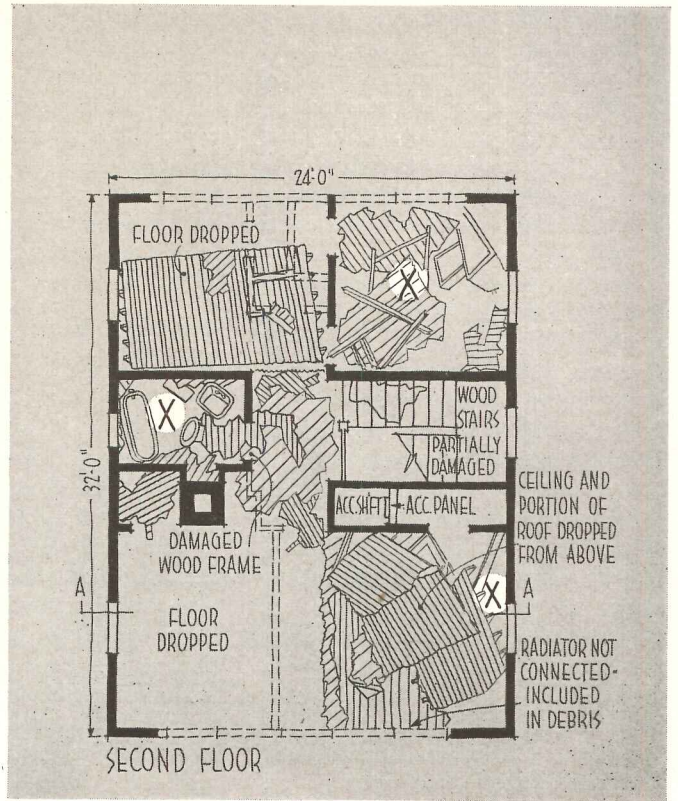 24'-0"
FLOOR DROPPED
X
X
WOOD
STAIRS
PARTIALLY
DAMAGED
32'-0"
CEILING AND
PORTION OF
ROOF DROPPED
FROM ABOVE
ACC. SHFT.
ACC. PANEL
DAMAGED
WOOD FRAME
A
X
A
FLOOR
DROPPED
RADIATOR NOT
CONNECTED-
INCLUDED
IN DEBRIS
SECOND FLOOR